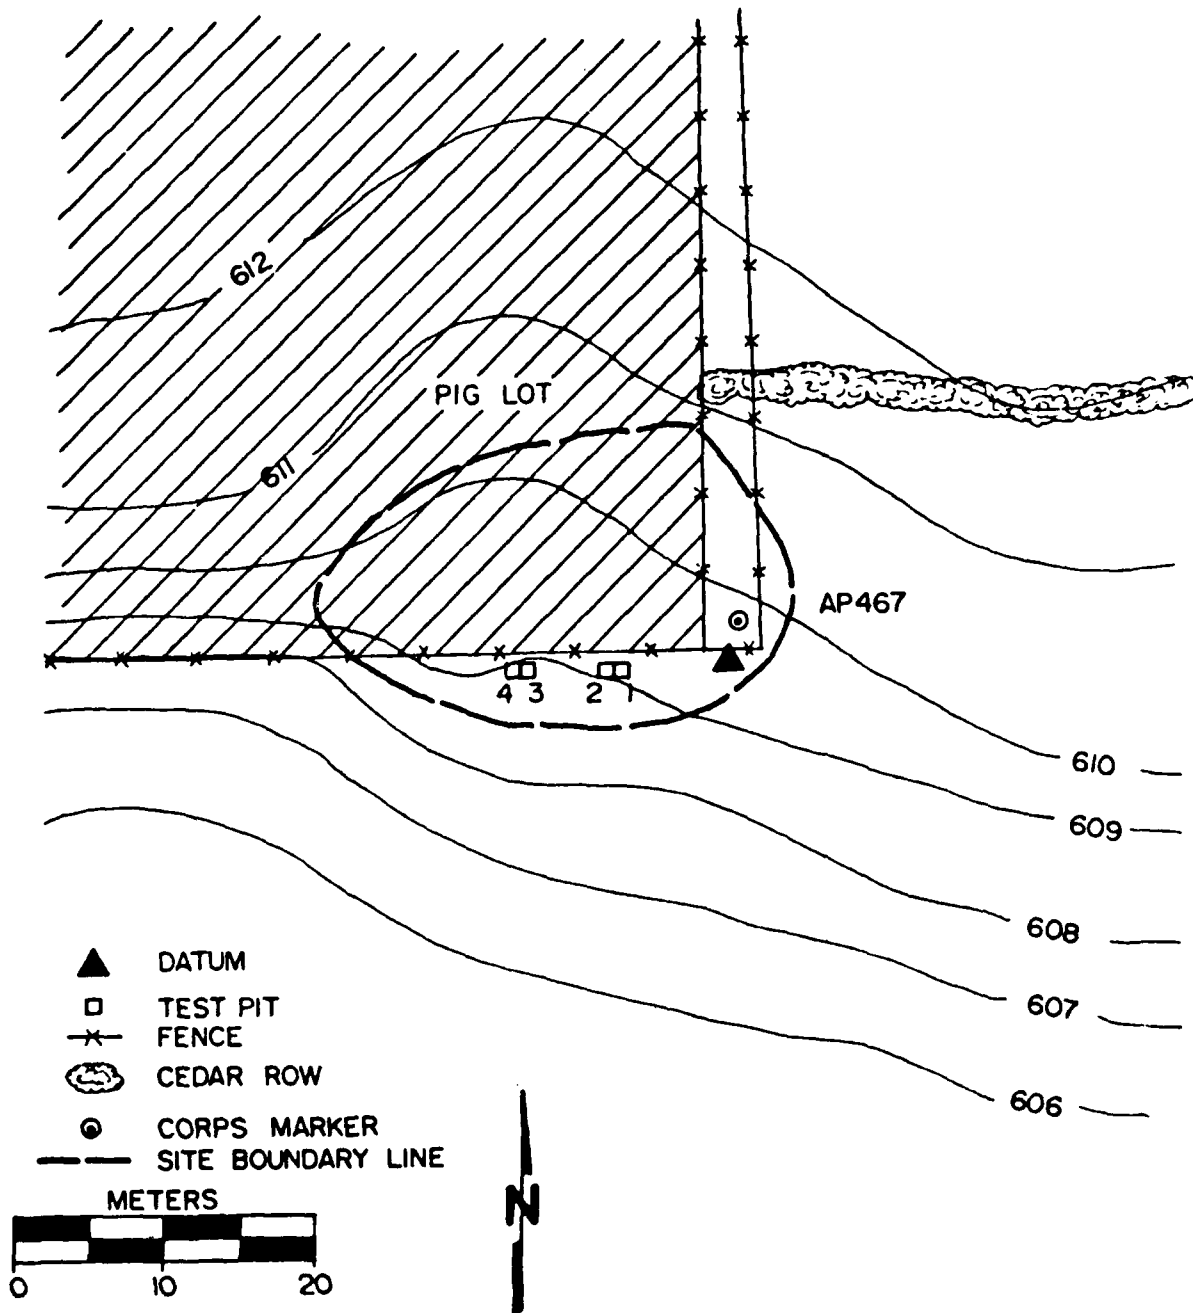 612
PIG LOT
611
AP467
4 3 2 1
610
609
608
607
606
DATUM
TEST PIT
FENCE
CEDAR ROW
CORPS MARKER
SITE BOUNDARY LINE
METERS
0 10 20
N